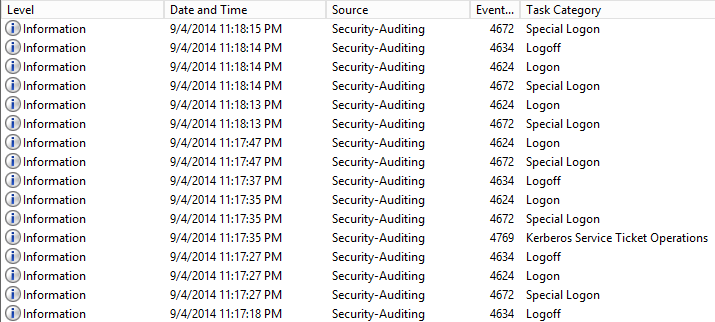 Level Date and Time Source Event... Task Category
Information 9/4/2014 11:18:15 PM Security-Auditing 4672 Special Logon
Information 9/4/2014 11:18:14 PM Security-Auditing 4634 Logoff
Information 9/4/2014 11:18:14 PM Security-Auditing 4624 Logon
Information 9/4/2014 11:18:14 PM Security-Auditing 4672 Special Logon
Information 9/4/2014 11:18:13 PM Security-Auditing 4624 Logon
Information 9/4/2014 11:18:13 PM Security-Auditing 4672 Special Logon
Information 9/4/2014 11:17:47 PM Security-Auditing 4624 Logon
Information 9/4/2014 11:17:47 PM Security-Auditing 4672 Special Logon
Information 9/4/2014 11:17:37 PM Security-Auditing 4634 Logoff
Information 9/4/2014 11:17:35 PM Security-Auditing 4624 Logon
Information 9/4/2014 11:17:35 PM Security-Auditing 4672 Special Logon
Information 9/4/2014 11:17:35 PM Security-Auditing 4769 Kerberos Service Ticket Operations
Information 9/4/2014 11:17:27 PM Security-Auditing 4634 Logoff
Information 9/4/2014 11:17:27 PM Security-Auditing 4624 Logon
Information 9/4/2014 11:17:27 PM Security-Auditing 4672 Special Logon
Information 9/4/2014 11:17:18 PM Security-Auditing 4634 Logoff